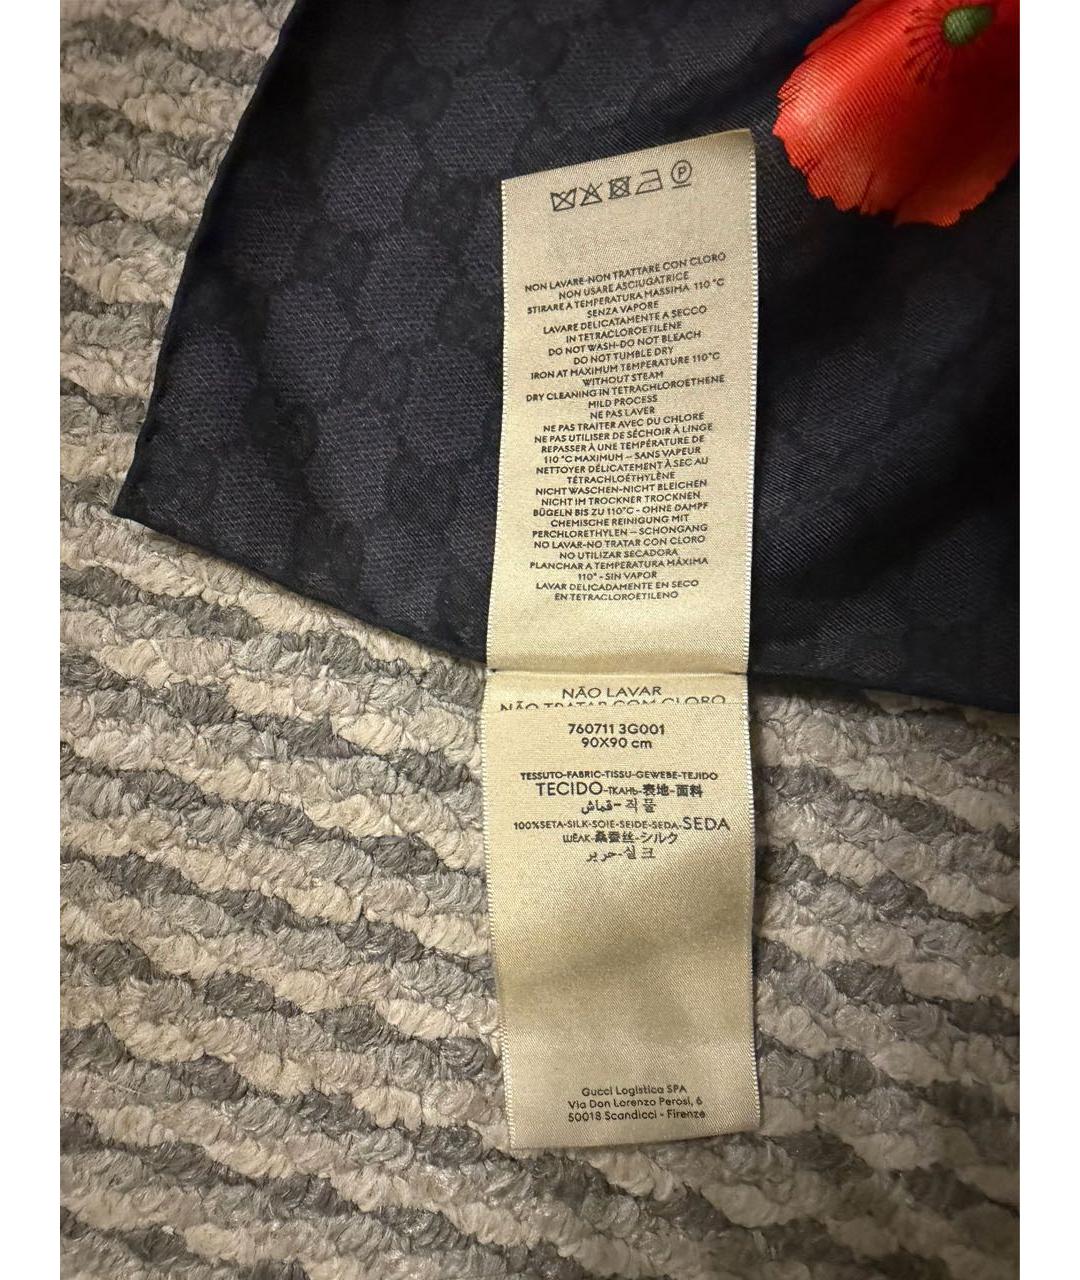 P
NON LAVARE-NON TRATTARE CON CLORO
NON USARE ASCIUGATRICE
STIRARE A TEMPERATURA MASSIMA 110 °C
SENZA VAPORE
LAVARE DELICATAMENTE A SECCO
IN TETRACLOROETILENE
DO NOT WASH-DO NOT BLEACH
DO NOT TUMBLE DRY
IRON AT MAXIMUM TEMPERATURE 110°C
WITHOUT STEAM
DRY CLEANING IN TETRACHLOROETHENE
MILD PROCESS
NE PAS LAVER
NE PAS TRAITER AVEC DU CHLORE
NE PAS UTILISER DE SÉCHOIR À LINGE
REPASSER À UNE TEMPÉRATURE DE
110 °C MAXIMUM – SANS VAPEUR
NETTOYER DÉLICATEMENT À SEC AU
TÉTRACHLOÉTHYLÈNE
NICHT WASCHEN-NICHT BLEICHEN
NICHT IM TROCKNER TROCKNEN
BÜGELN BIS ZU 110°C - OHNE DAMPF
CHEMISCHE REINIGUNG MIT
PERCHLORETHYLEN – SCHONGANG
NO LAVAR-NO TRATAR CON CLORO
NO UTILIZAR SECADORA
PLANCHAR A TEMPERATURA MÁXIMA
110° - SIN VAPOR
LAVAR DELICADAMENTE EN SECO
EN TETRACLOROETILENO
NÃO LAVAR
NÃO TRATAR COM CLORO
760711 3G001
90X90 cm
TESSUTO-FABRIC-TISSU-GEWEBE-TEJIDO
TECIDO-ТКАНЬ-表地-面料
قماش-직물
100%SETA-SILK-SOIE-SEIDE-SEDA-SEDA
ШЁЛК-桑蚕丝-シルク
حرير-실크
Gucci Logistica SPA
Via Don Lorenzo Perosi, 6
50018 Scandicci - Firenze